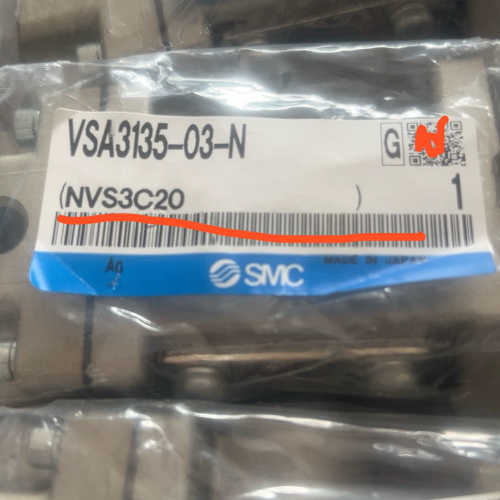 VSA3135-03-N
G
(NVS3C20 )
1
MADE IN JAPAN
SMC